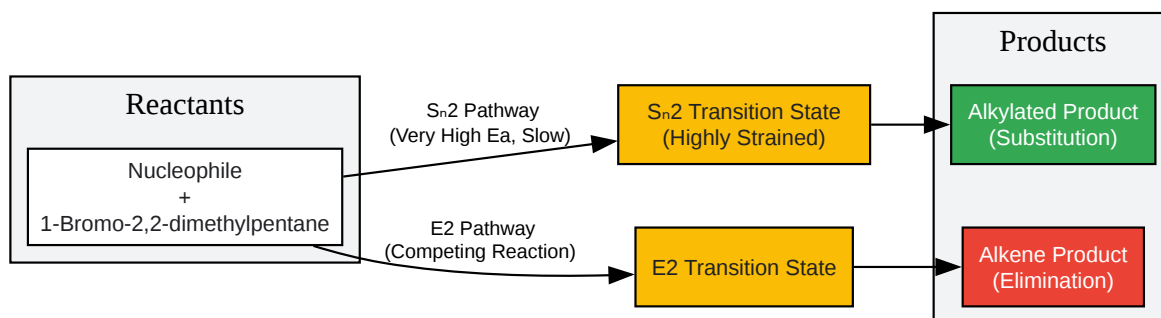 Reactants
Nucleophile
+
1-Bromo-2,2-dimethylpentane
Sₙ2 Pathway
(Very High Ea, Slow)
E2 Pathway
(Competing Reaction)
Sₙ2 Transition State
(Highly Strained)
E2 Transition State
Products
Alkylated Product
(Substitution)
Alkene Product
(Elimination)